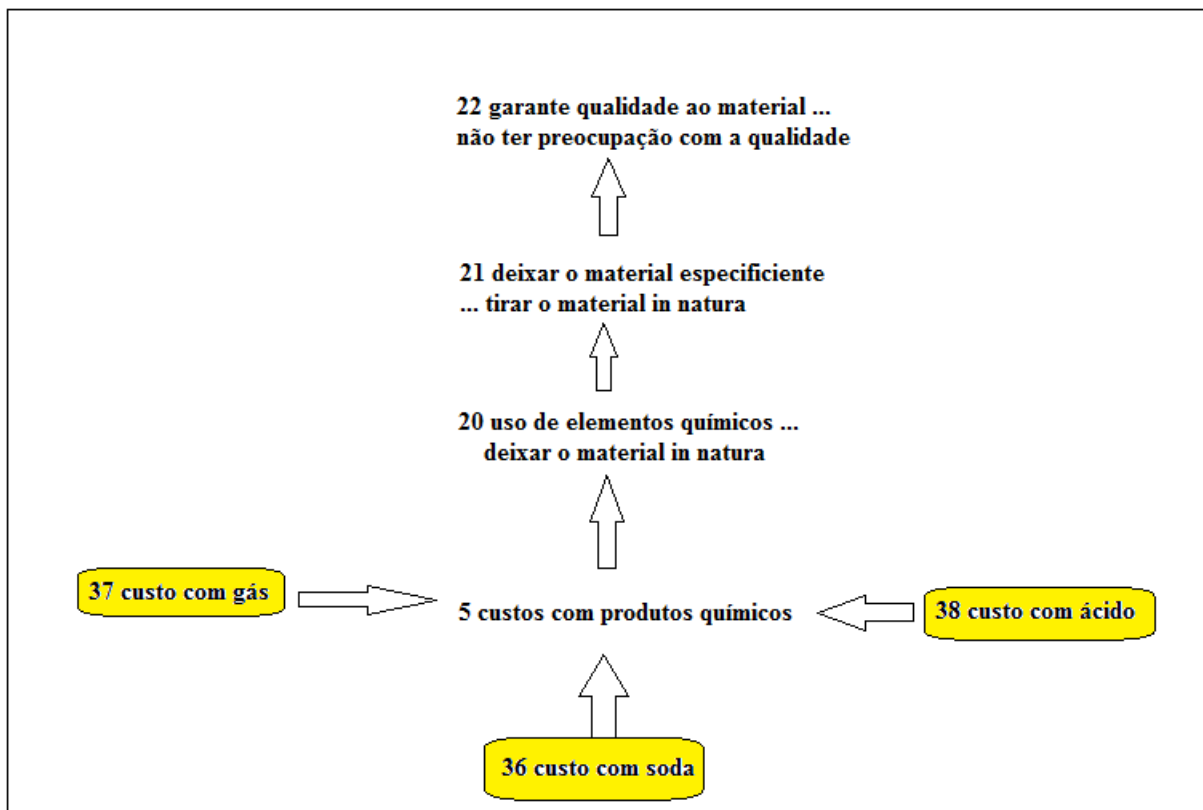 22 garante qualidade ao material ...
não ter preocupação com a qualidade
21 deixar o material especificiente
... tirar o material in natura
20 uso de elementos químicos ...
deixar o material in natura
37 custo com gás
5 custos com produtos químicos
38 custo com ácido
36 custo com soda